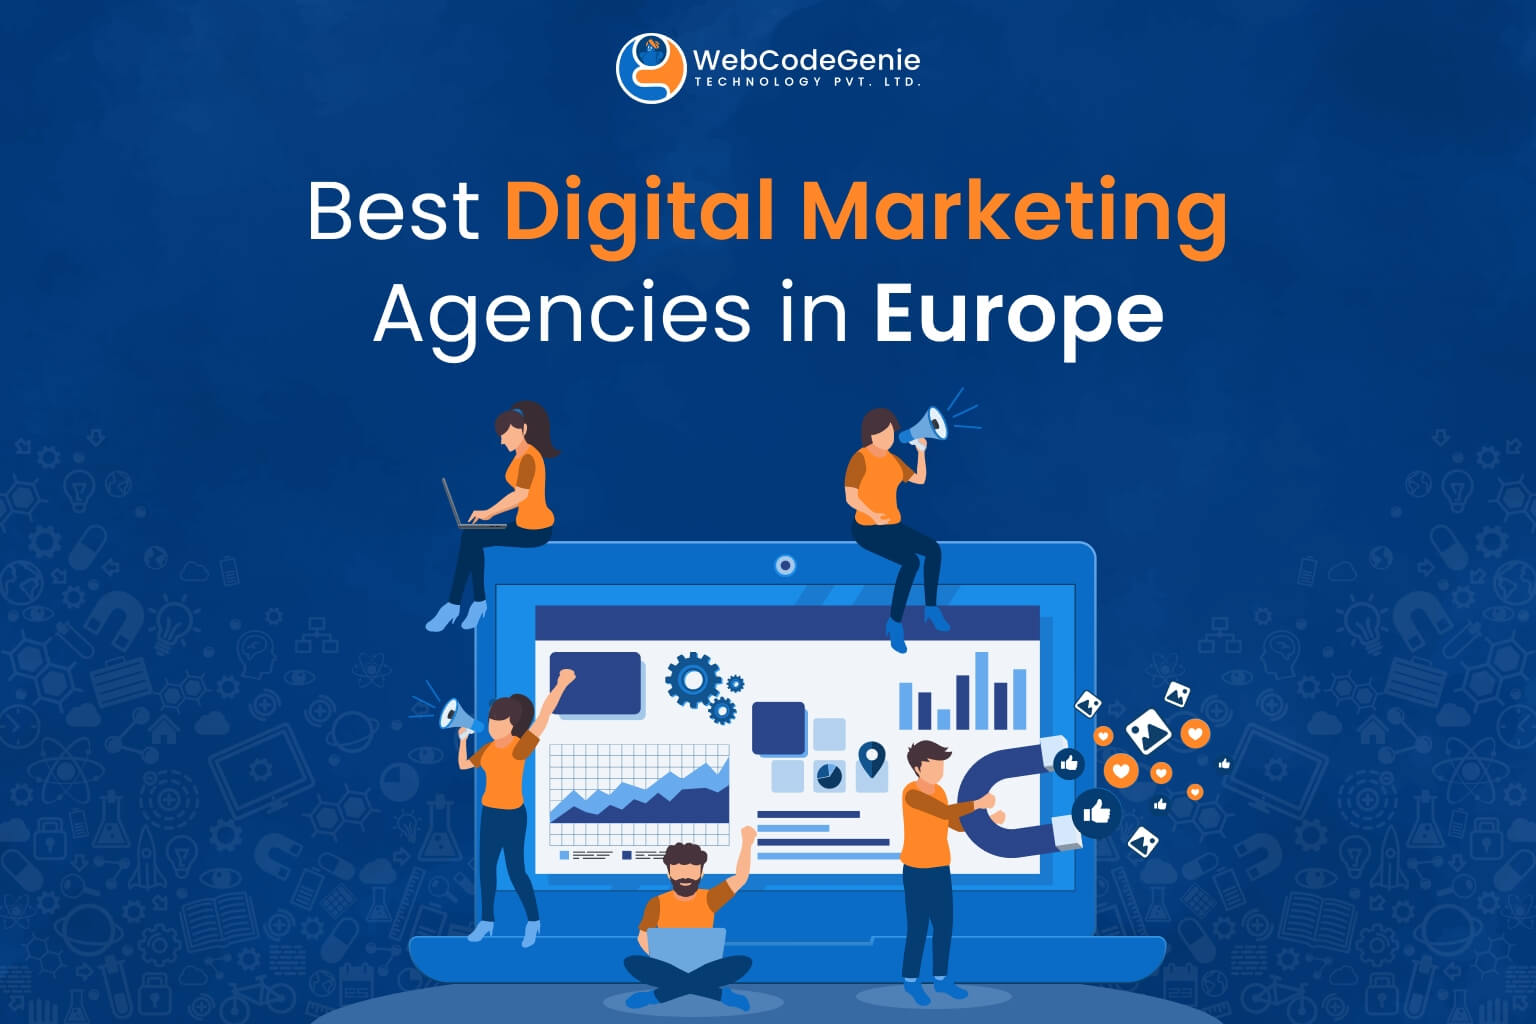 WebCodeGenie
TECHNOLOGY PVT. LTD.
Best Digital Marketing
Agencies in Europe